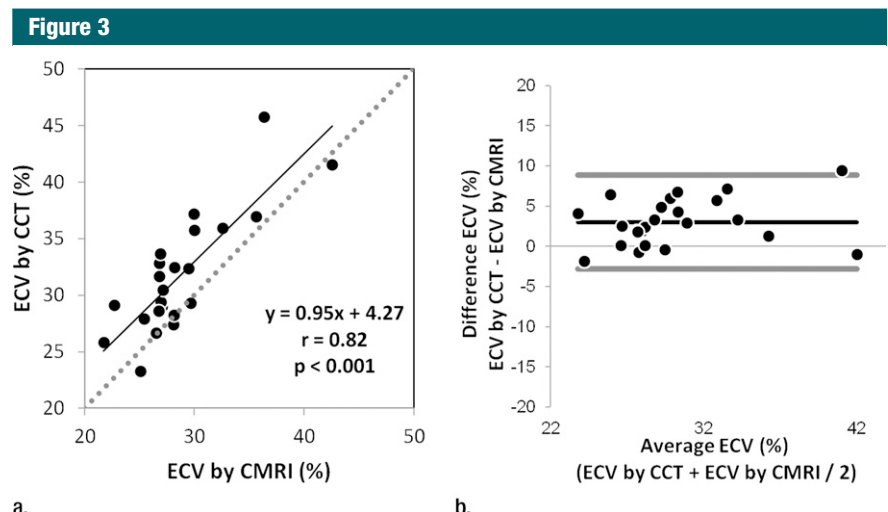 Figure 3
50
45
40
35
30
25
20
20
30
40
50
ECV by CCT (%)
ECV by CMRI (%)
y = 0.95x + 4.27
r = 0.82
p < 0.001
a.
20
15
10
5
0
-5
-10
-15
-20
22
32
42
Difference ECV (%)
ECV by CCT - ECV by CMRI
Average ECV (%)
(ECV by CCT + ECV by CMRI / 2)
b.